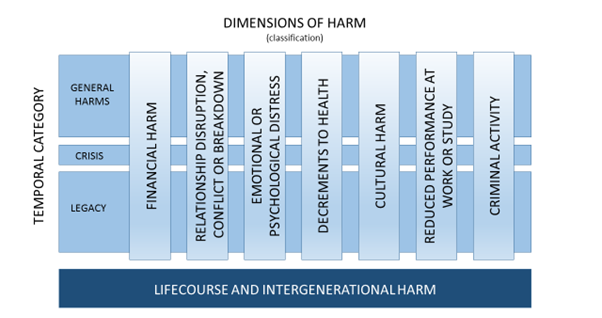 DIMENSIONS OF HARM
(classification)
TEMPORAL CATEGORY
GENERAL
HARMS
CRISIS
LEGACY
FINANCIAL HARM
RELATIONSHIP DISRUPTION,
CONFLICT OR BREAKDOWN
EMOTIONAL OR
PSYCHOLOGICAL DISTRESS
DECREMENTS TO HEALTH
CULTURAL HARM
REDUCED PERFORMANCE AT
WORK OR STUDY
CRIMINAL ACTIVITY
LIFECOURSE AND INTERGENERATIONAL HARM